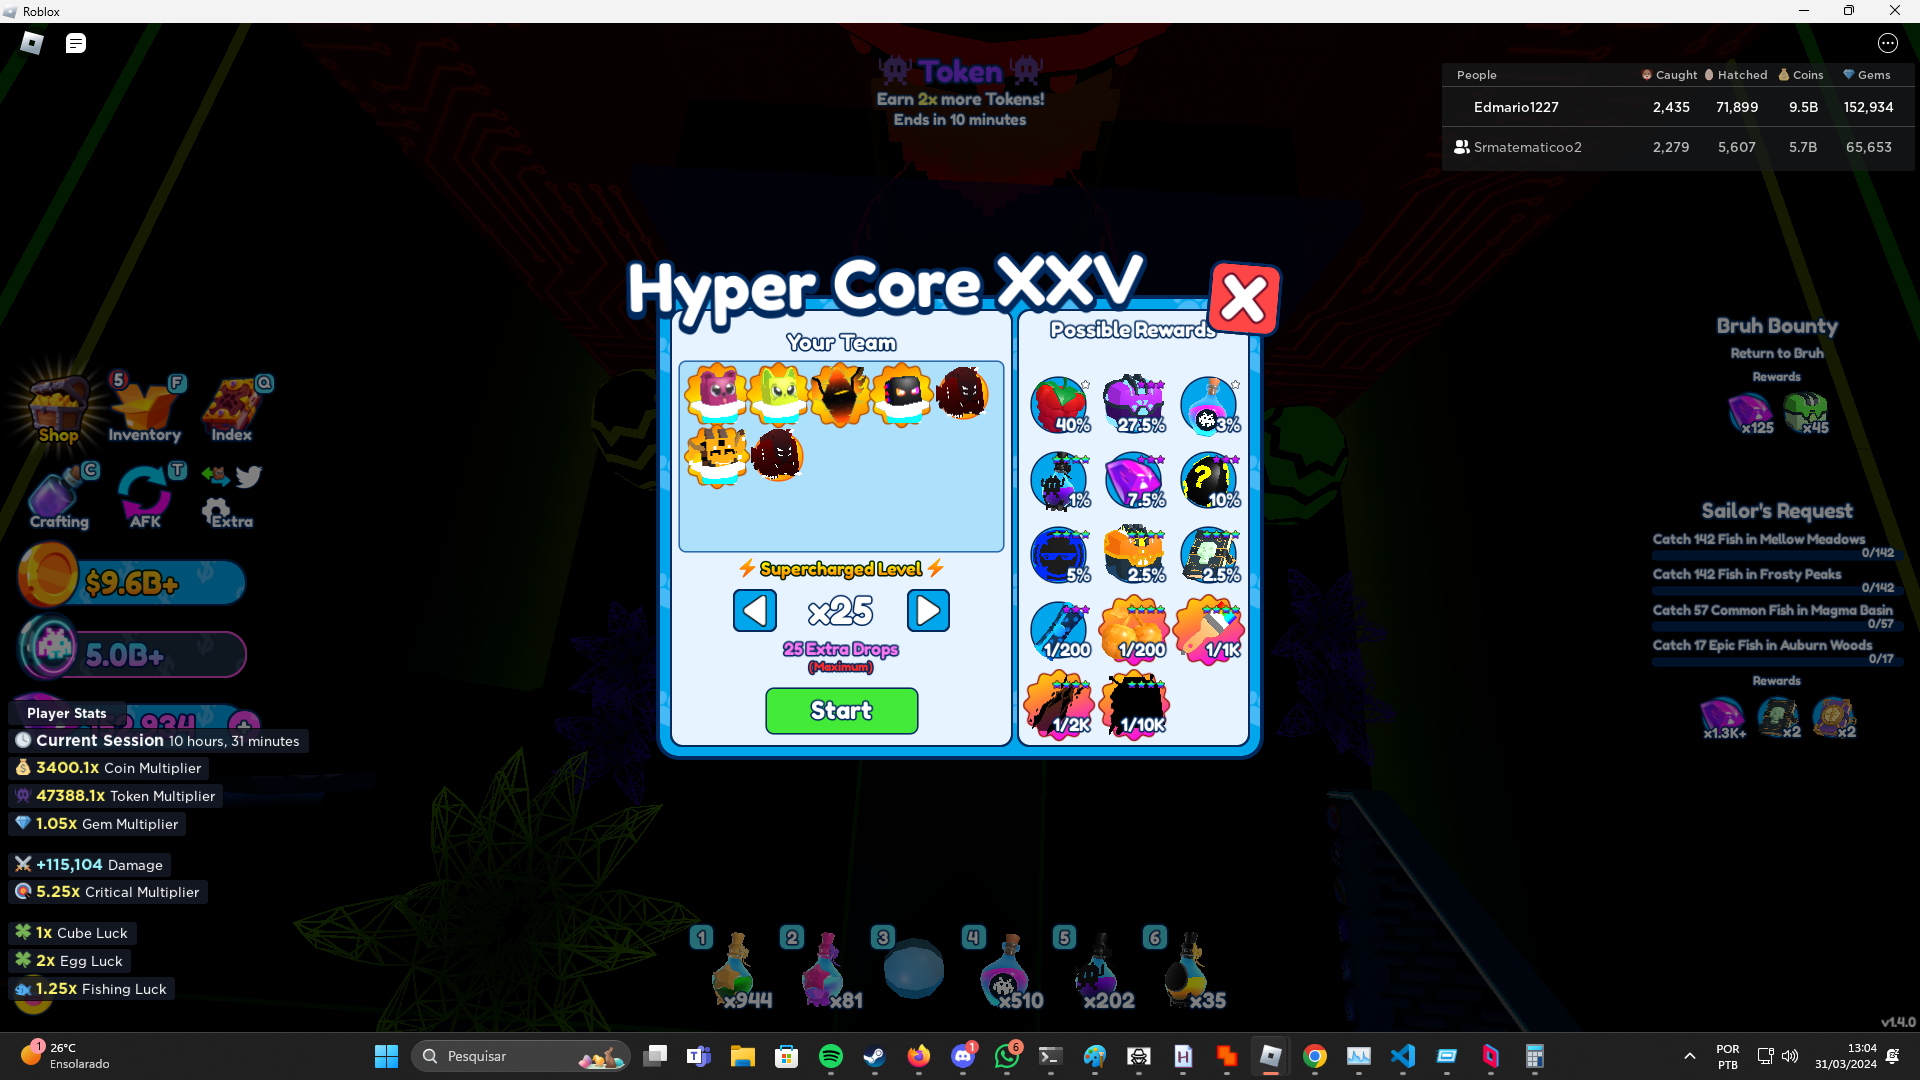 Roblox
Token
Earn 2x more Tokens!
Ends in 10 minutes
People Caught Hatched Coins Gems
Edmario1227 2,435 71,899 9.5B 152,934
Srmatematicoo2 2,279 5,607 5.7B 65,653
Hyper Core XXV
Your Team
Supercharged Level
x25
25 Extra Drops
(Maximum)
Start
Possible Rewards
40% 27.5% 3%
1% 7.5% 10%
5% 2.5% 2.5%
1/200 1/200 1/1K
1/2K 1/10K
Bruh Bounty
Return to Bruh
Rewards
x125 x45
Sailor's Request
Catch 142 Fish in Mellow Meadows
0/142
Catch 142 Fish in Frosty Peaks
0/142
Catch 57 Common Fish in Magma Basin
0/57
Catch 17 Epic Fish in Auburn Woods
0/17
Rewards
x1.3K+ x2 x2
5 F Q
Shop Inventory Index
C T
Crafting AFK Extra
$9.6B+
5.0B+
Player Stats
Current Session 10 hours, 31 minutes
3400.1x Coin Multiplier
47388.1x Token Multiplier
1.05x Gem Multiplier
+115,104 Damage
5.25x Critical Multiplier
1x Cube Luck
2x Egg Luck
1.25x Fishing Luck
1 2 3 4 5 6
x944 x81 x510 x202 x35
v1.4.0
1
26°C
Ensolarado
Pesquisar
1
6
POR
PTB
13:04
31/03/2024